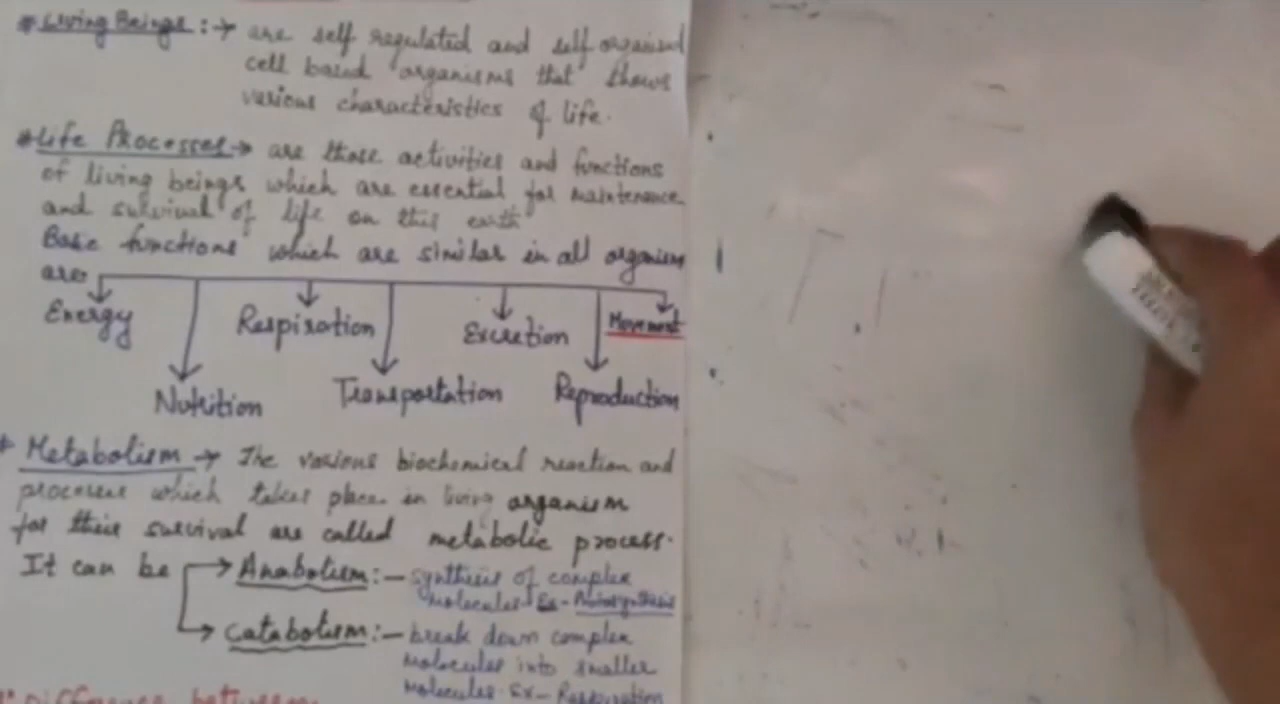 * Living Beings :→ are self regulated and self organised
cell based organisms that shows
various characteristics of life.
*Life Processes→ are those activities and functions
of living beings which are essential for maintenance
and survival of life on this earth
Basic functions which are similar in all organism
are
Energy Respiration Excretion Movement
Nutrition Transportation Reproduction
* Metabolism → The various biochemical reaction and
processes which takes place in living organism
for their survival are called metabolic process.
It can be → Anabolism:- synthesis of complex
molecules. Ex-
→ Catabolism:- break down complex
molecules into smaller
molecules. Ex- Respiration
Difference between